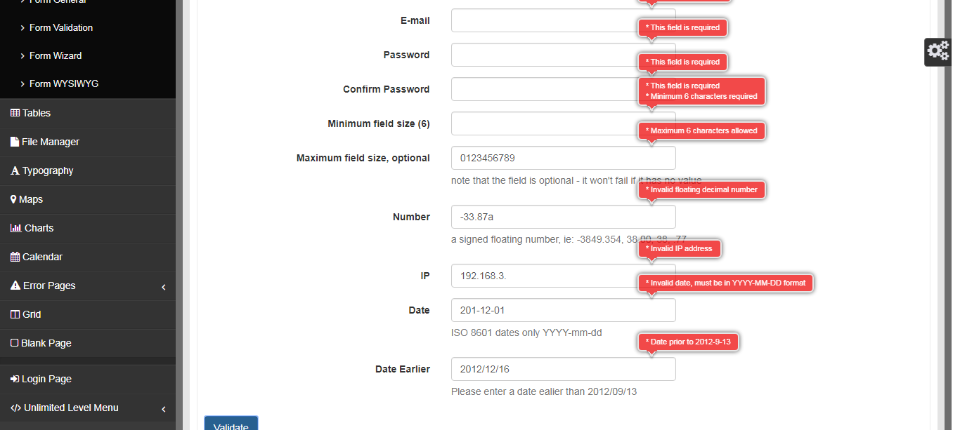 Form General
Form Validation
Form Wizard
Form WYSIWYG
Tables
File Manager
Typography
Maps
Charts
Calendar
Error Pages
Grid
Blank Page
Login Page
Unlimited Level Menu
E-mail
* This field is required
Password
* This field is required
Confirm Password
* This field is required
* Minimum 6 characters required
Minimum field size (6)
* Maximum 6 characters allowed
Maximum field size, optional
0123456789
note that the field is optional - it won't fail if it has no value
* Invalid floating decimal number
Number
-33.87a
a signed floating number, ie: -3849.354, 38.00, 38, .77
* Invalid IP address
IP
192.168.3.
* Invalid date, must be in YYYY-MM-DD format
Date
201-12-01
ISO 8601 dates only YYYY-mm-dd
* Date prior to 2012-9-13
Date Earlier
2012/12/16
Please enter a date ealier than 2012/09/13
Validate